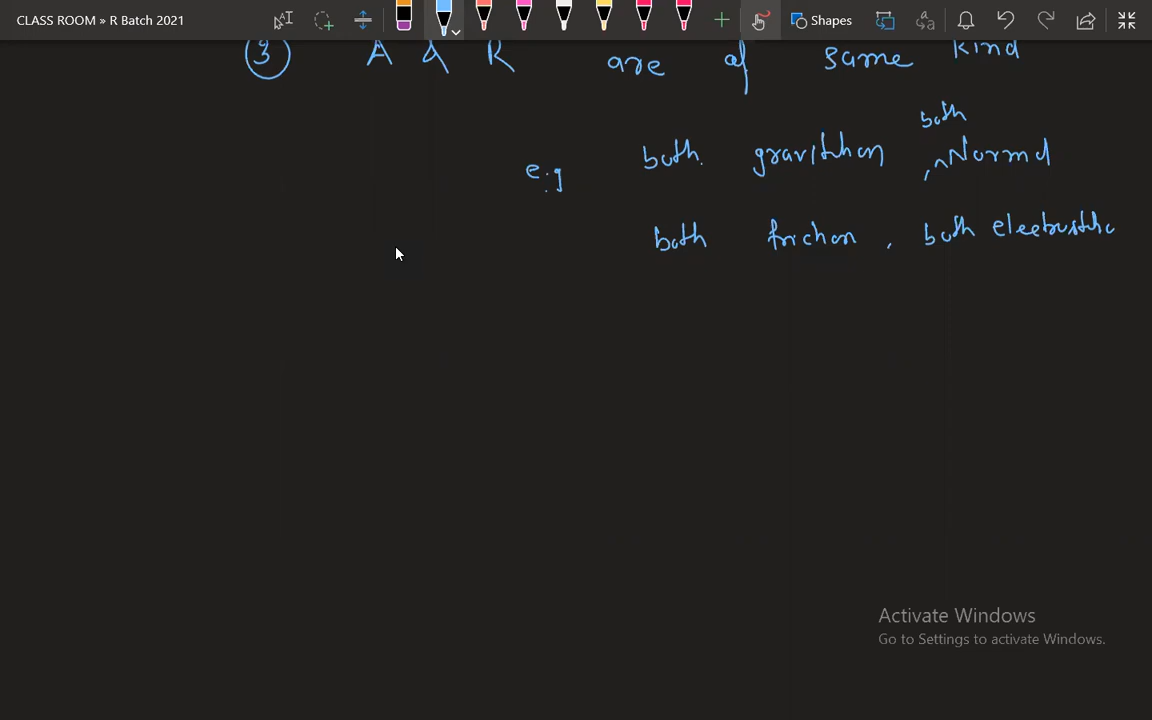 CLASS ROOM » R Batch 2021
Shapes
③ A & R are of same kind
both
e.g both gravitation , Normal
both friction , both electrostatic
Activate Windows
Go to Settings to activate Windows.